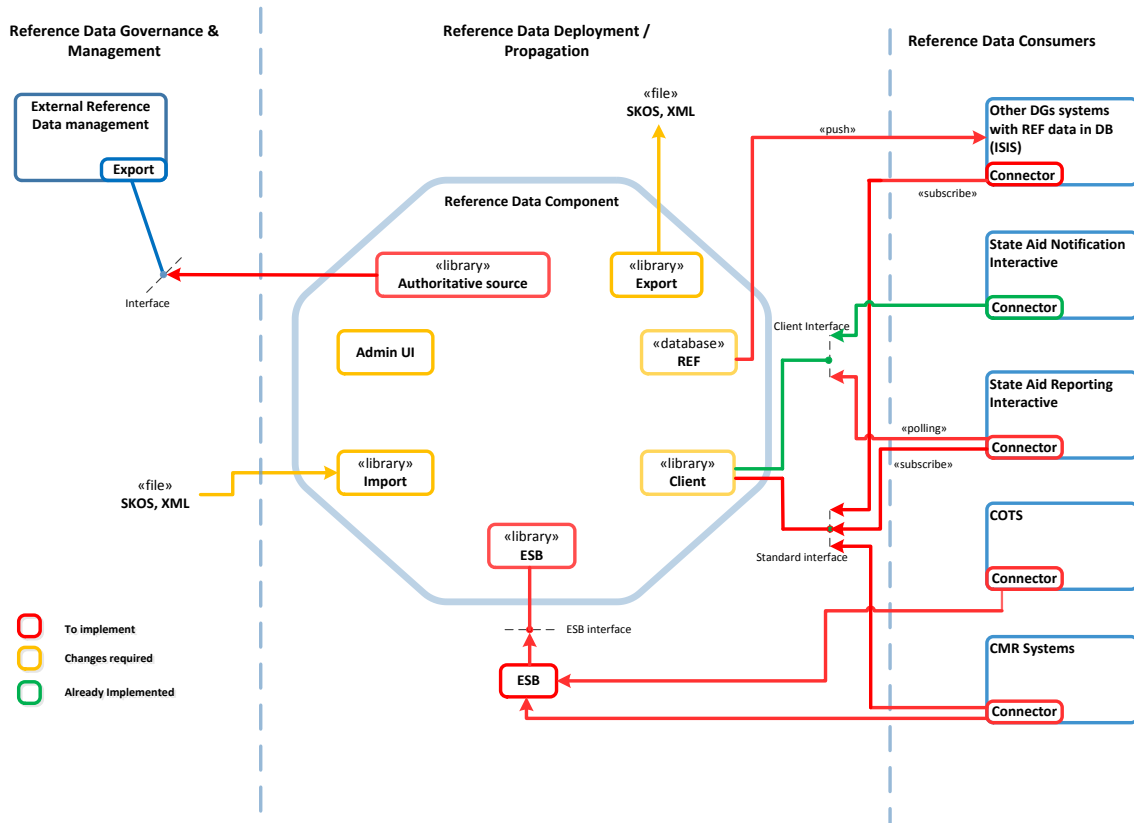 Reference Data Governance &
Management
Reference Data Deployment /
Propagation
Reference Data Consumers
External Reference
Data management
Export
Interface
«file»
SKOS, XML
«file»
SKOS, XML
Reference Data Component
«library»
Authoritative source
«library»
Export
Admin UI
«database»
REF
«library»
Import
«library»
Client
«library»
ESB
ESB interface
ESB
Client Interface
Standard interface
«push»
«subscribe»
«polling»
«subscribe»
Other DGs systems
with REF data in DB
(ISIS)
Connector
State Aid Notification
Interactive
Connector
State Aid Reporting
Interactive
Connector
COTS
Connector
CMR Systems
Connector
To implement
Changes required
Already Implemented